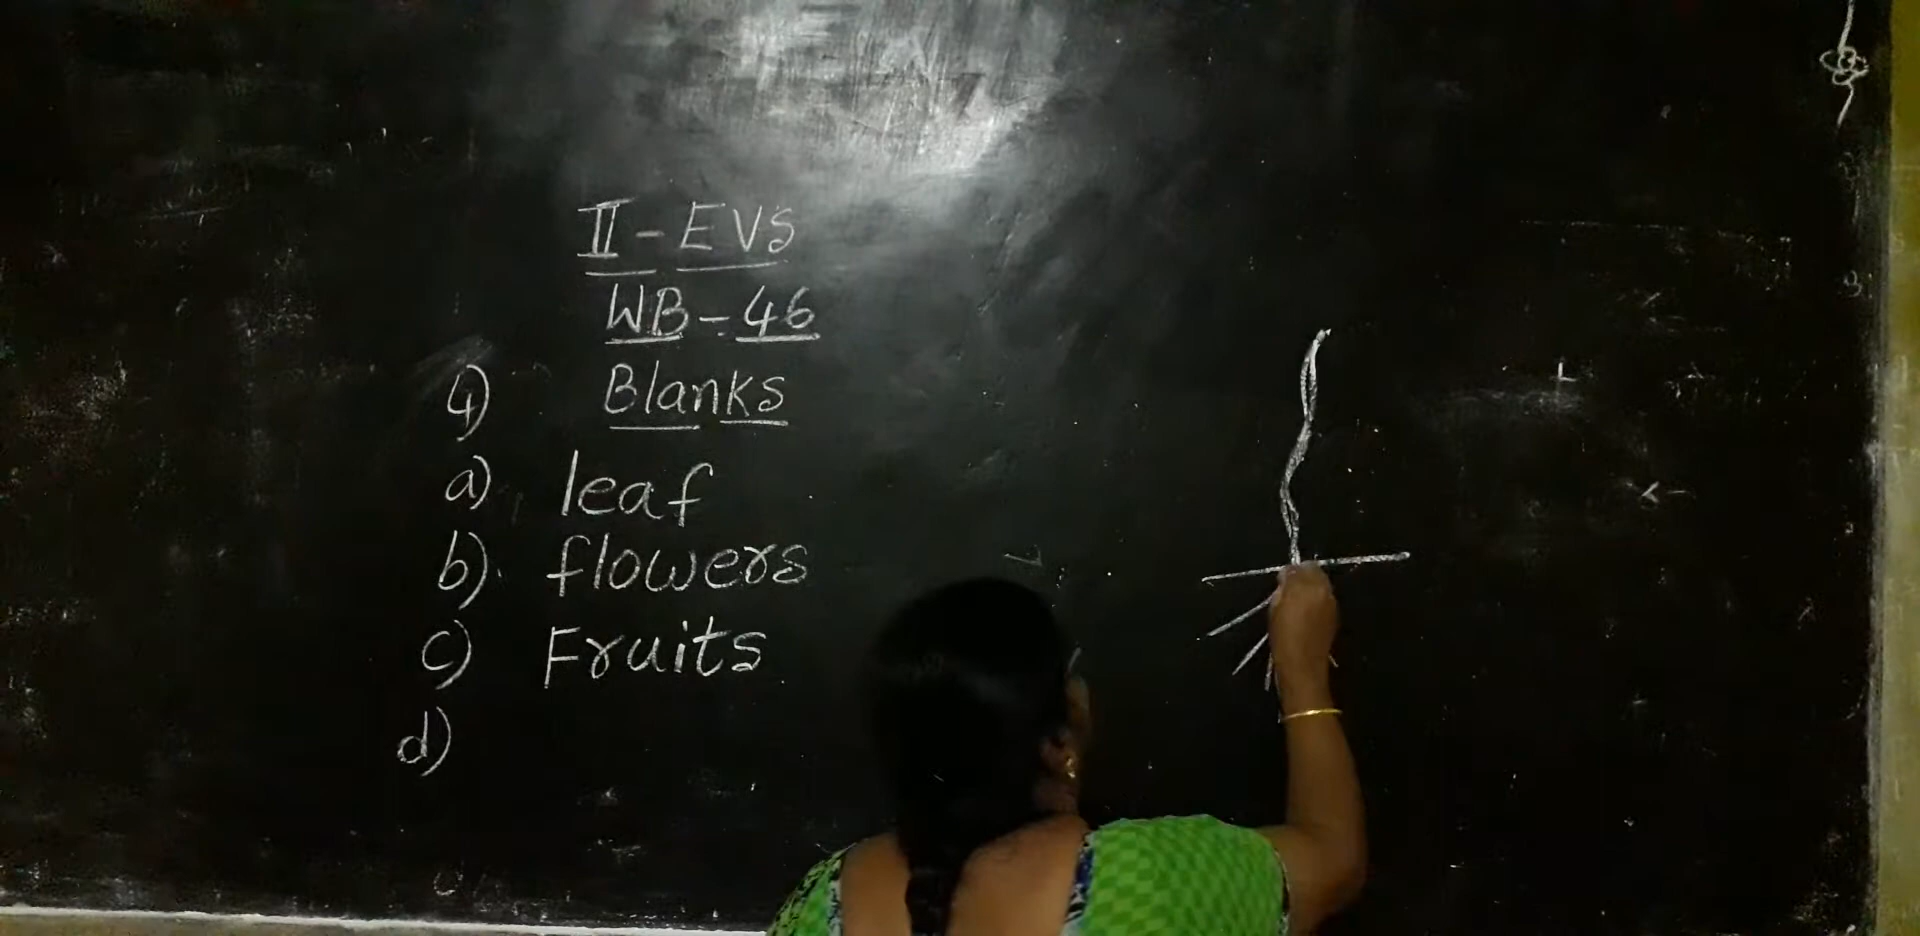 II - EVS
WB - 46
4) Blanks
a) leaf
b). flowers
c) Fruits
d)